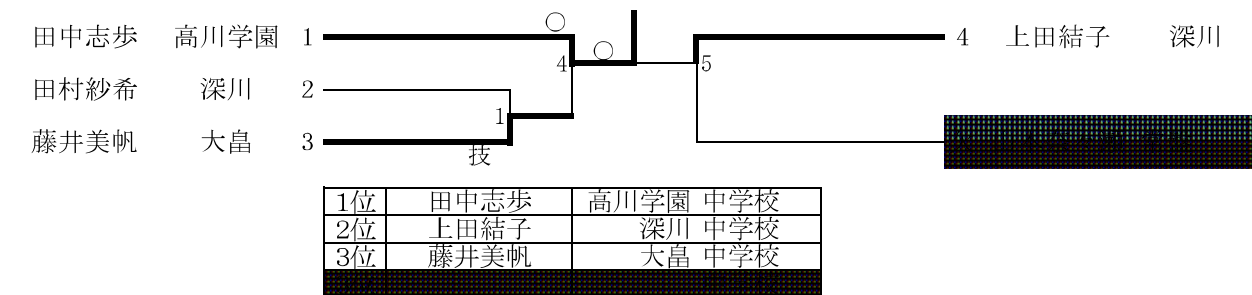 ○
田中志歩 高川学園 1 ○ 4 上田結子 深川
4 5
田村紗希 深川 2
1
藤井美帆 大畠 3
技
1位 田中志歩 高川学園 中学校
2位 上田結子 深川 中学校
3位 藤井美帆 大畠 中学校